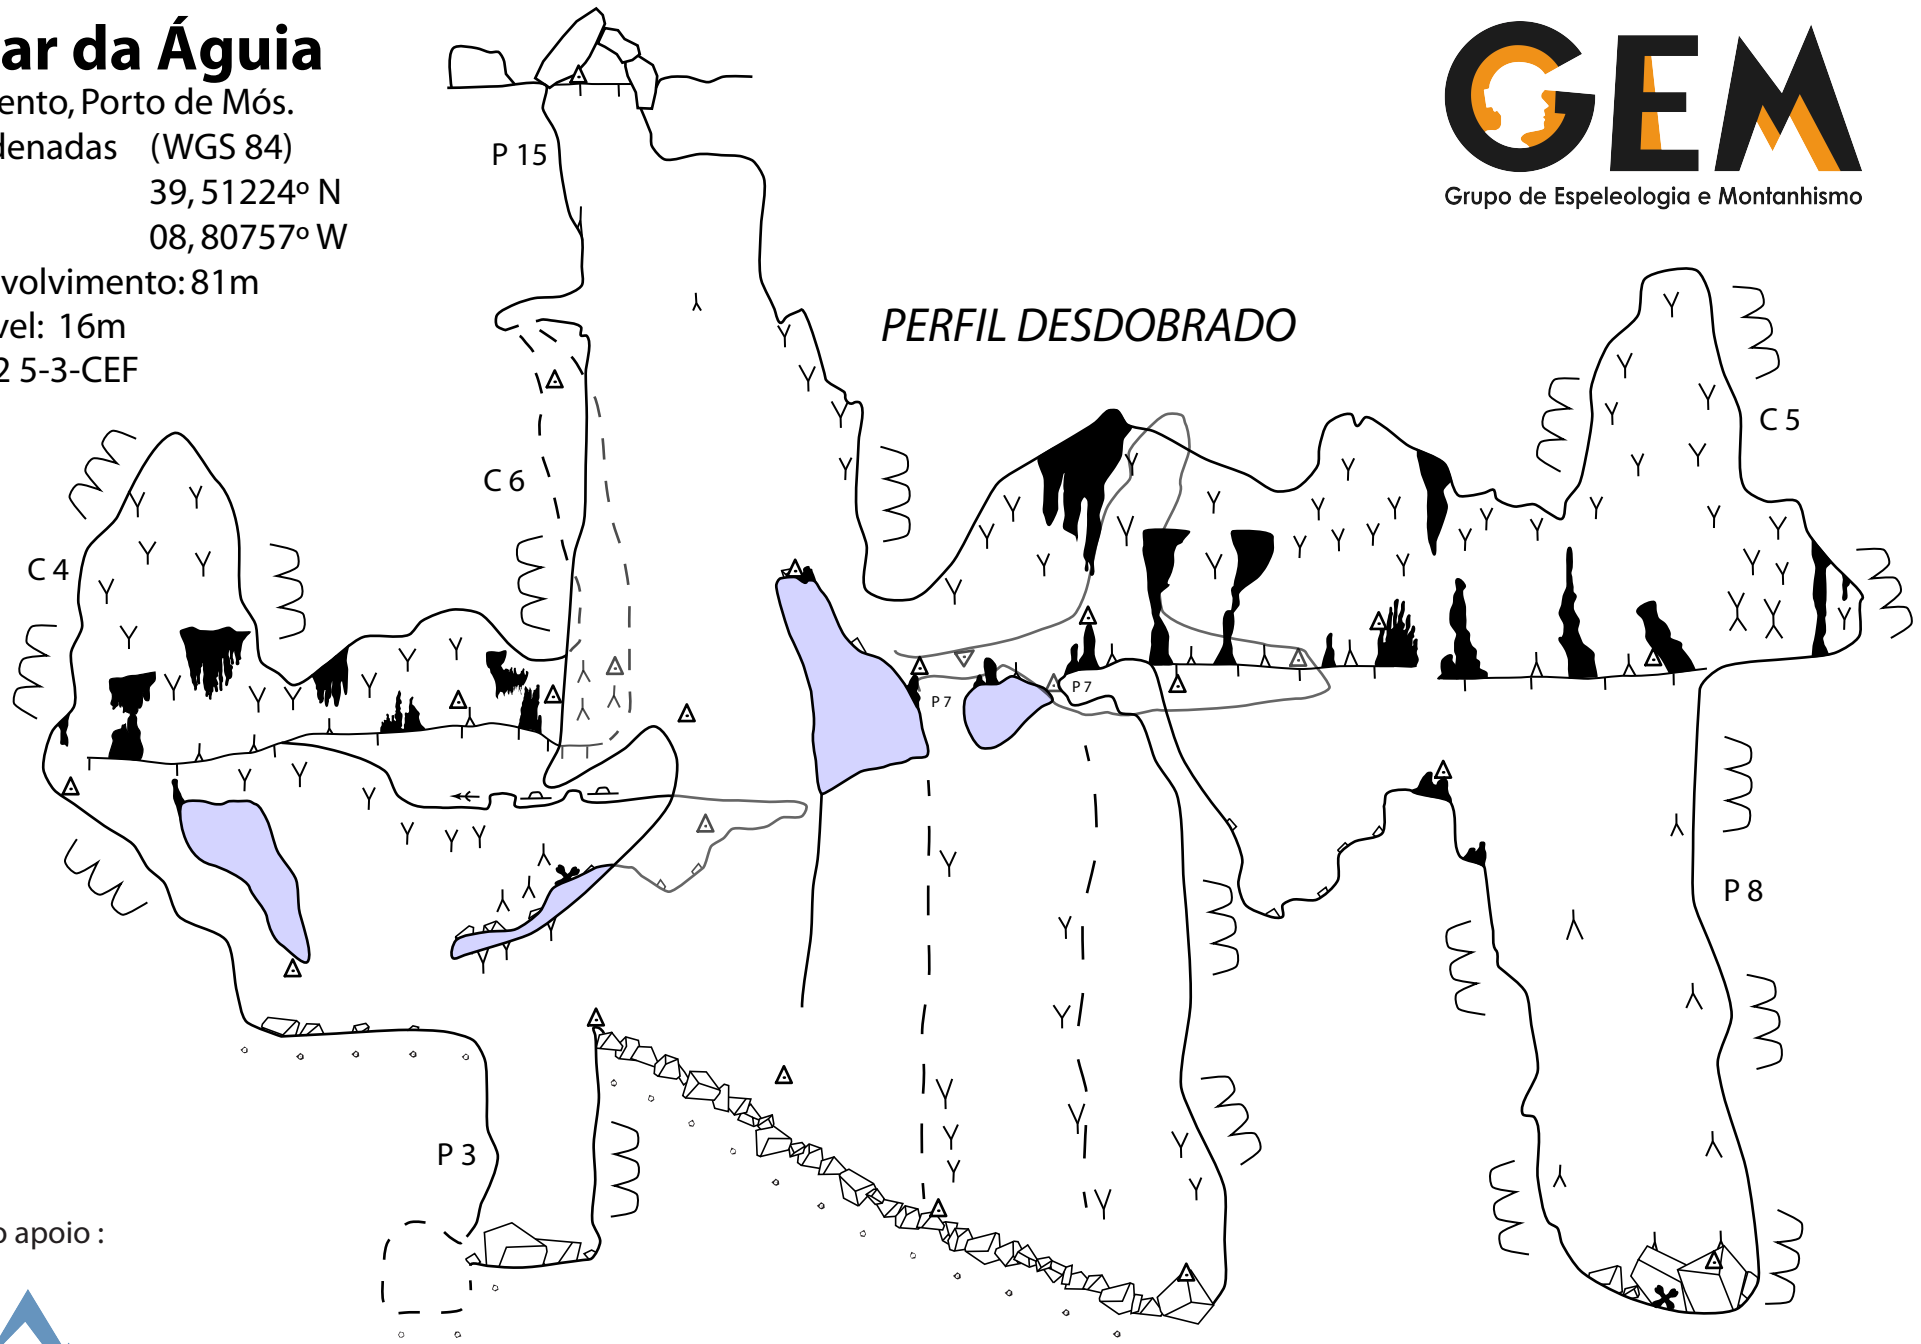 ar da Águia
ento, Porto de Mós.
denadas (WGS 84)
39,51224º N
08,80757º W
volvimento: 81m
vel: 16m
2 5-3-CEF
GEM
Grupo de Espeleologia e Montanhismo
PERFIL DESDOBRADO
P 15
C 5
C 6
C 4
P 7
P 7
P 8
P 3
o apoio :